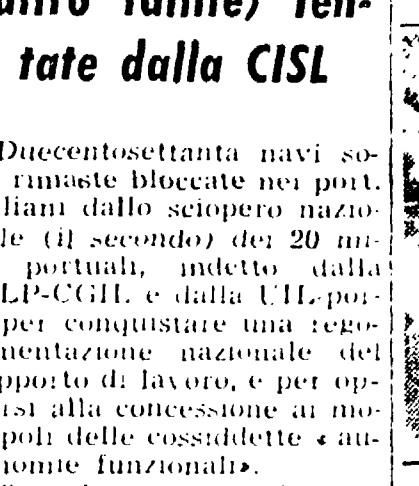 tate dalla CISL
Duecentosettanta navi so-
rimaste bloccate nei port.
liani dallo sciopero nazio-
le (il secondo) dei 20 mi-
portuali, indetto dalla
LP-CGIL e dalla UIL-por-
per conquistare una rego-
mentazione nazionale del
pporto di lavoro, e per op-
rsi alla concessione ai mo-
poli delle cossiddette « au-
nomie funzionali».